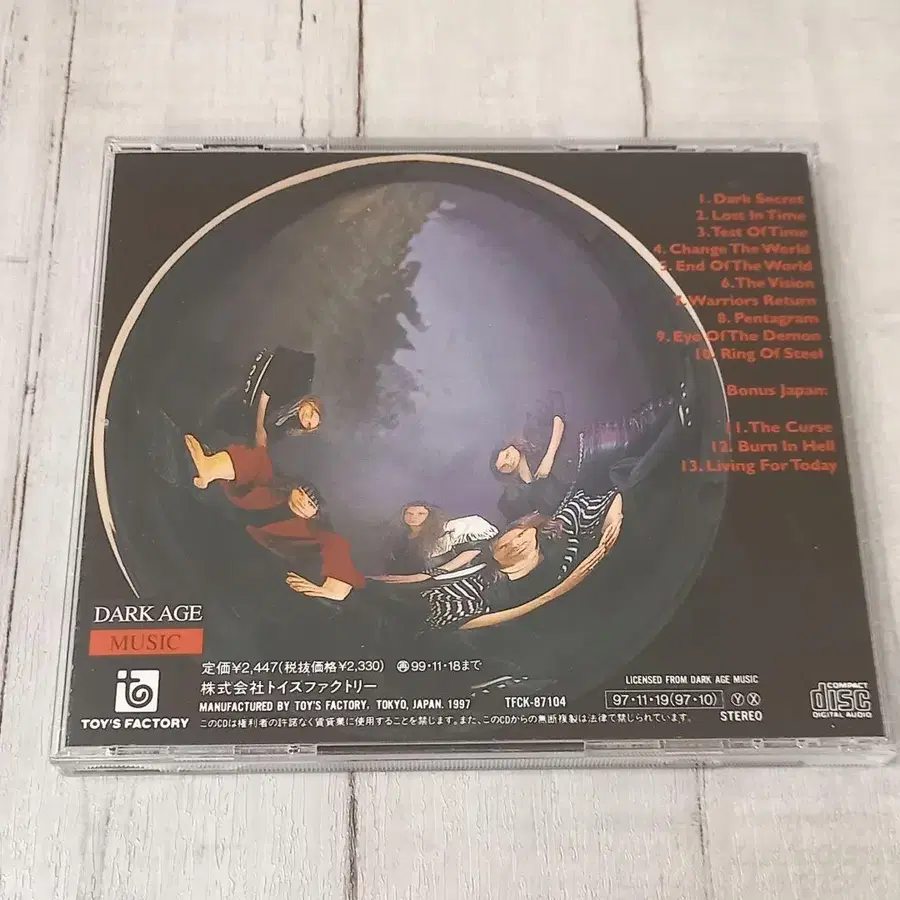 1. Dark Secret
2. Lost In Time
3. Test Of Time
4. Change The World
5. End Of The World
6. The Vision
7. Warriors Return
8. Pentagram
9. Eye Of The Demon
10. Ring Of Steel
Bonus Japan:
11. The Curse
12. Burn In Hell
13. Living For Today
DARK AGE
MUSIC
定価¥2,447(税抜価格¥2,330) 再99・11・18まで
株式会社トイズファクトリー
MANUFACTURED BY TOY'S FACTORY, TOKYO, JAPAN. 1997 TFCK-87104
TOY'S FACTORY
このCDは権利者の許諾なく賃貸業に使用することを禁じます。また、このCDからの無断複製は法律で禁じられています。
LICENSED FROM DARK AGE MUSIC
97・11・19(97・10) Y X
STEREO
COMPACT
disc
DIGITAL AUDIO